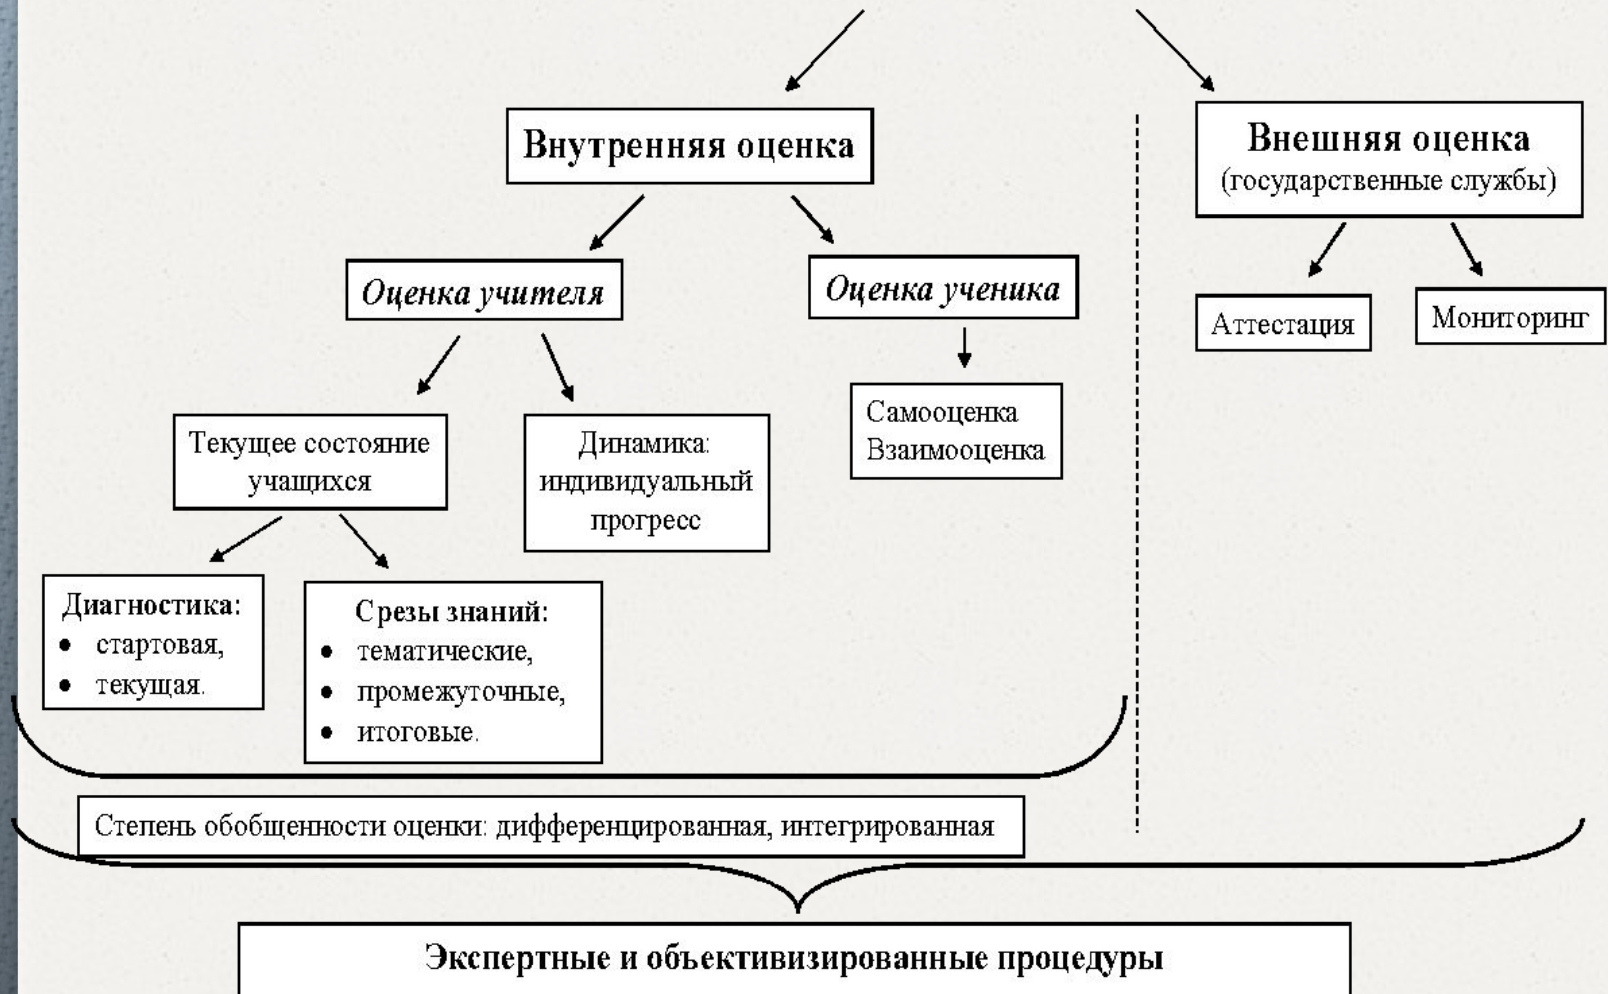 Внутренняя оценка
Внешняя оценка
(государственные службы)
Оценка учителя
Оценка ученика
Аттестация
Мониторинг
Текущее состояние
учащихся
Динамика:
индивидуальный
прогресс
Самооценка
Взаимооценка
Диагностика:
• стартовая,
• текущая.
Срезы знаний:
• тематические,
• промежуточные,
• итоговые.
Степень обобщенности оценки: дифференцированная, интегрированная
Экспертные и объективизированные процедуры